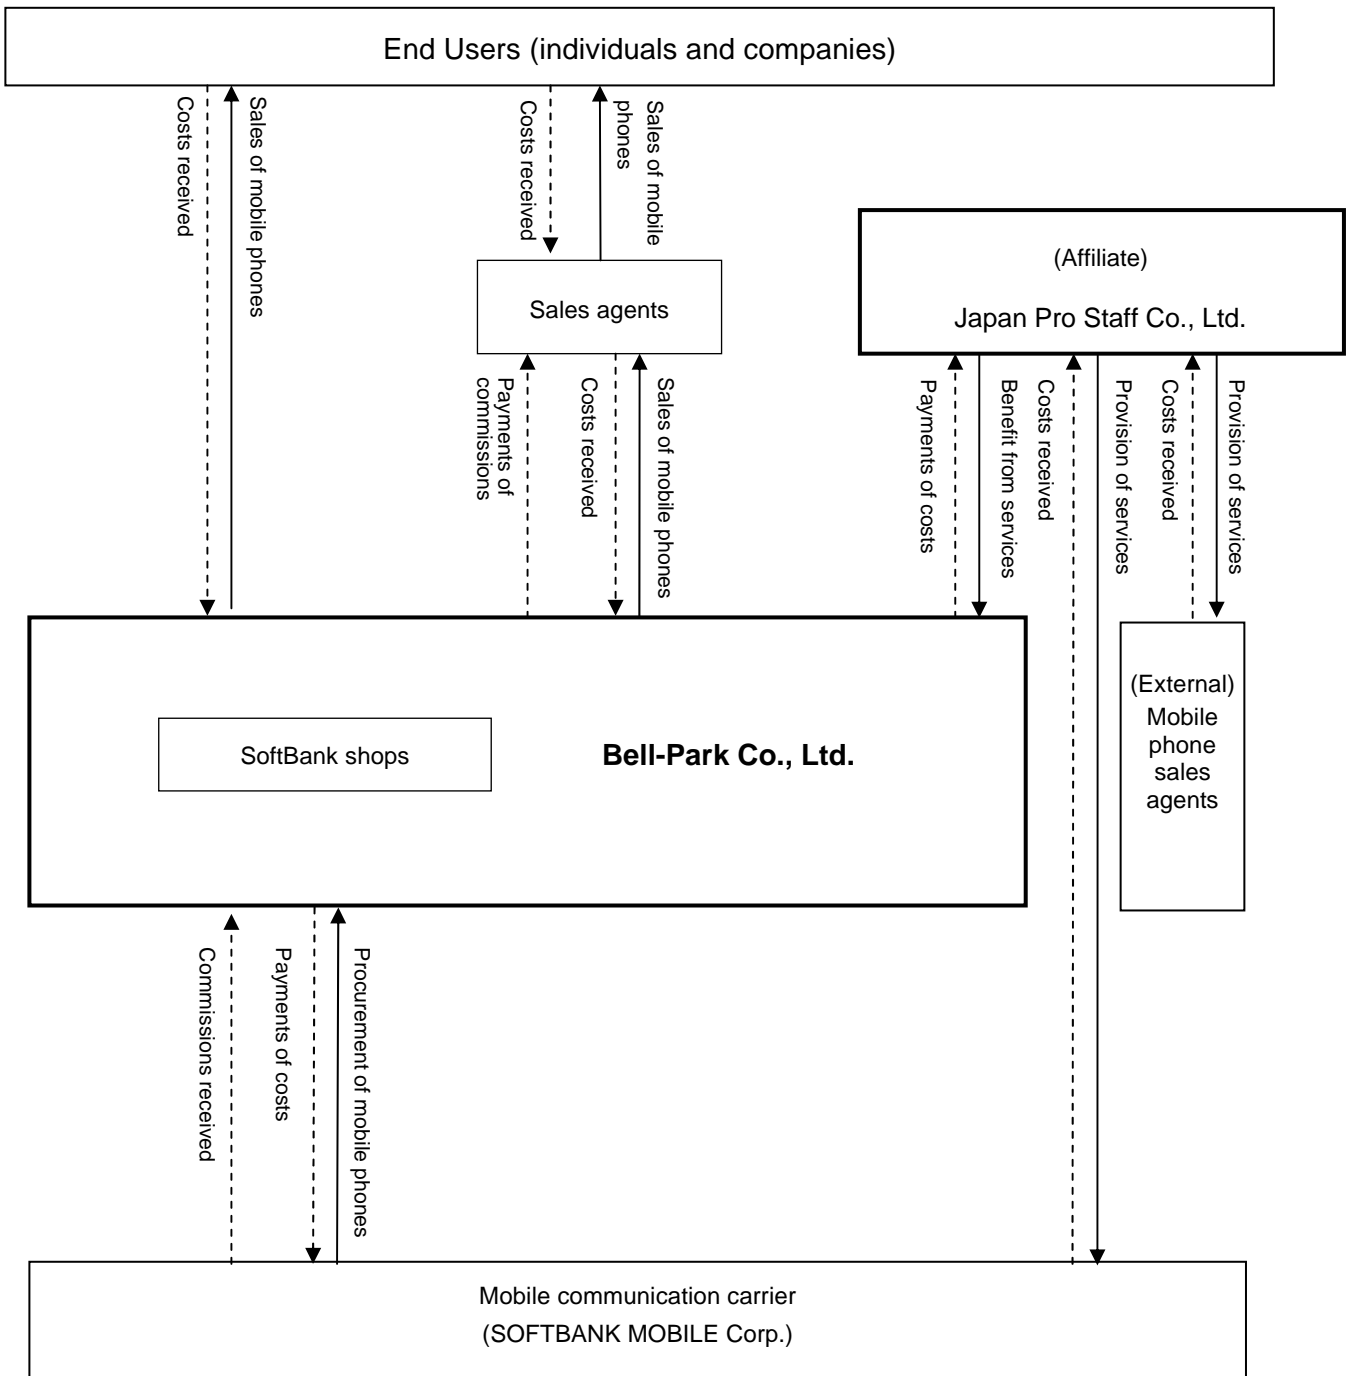 End Users (individuals and companies)
Costs received
Sales of mobile phones
Costs received
Sales of mobile
phones
Sales agents
(Affiliate)
Japan Pro Staff Co., Ltd.
Payments of
commissions
Costs received
Sales of mobile phones
Payments of costs
Benefit from services
Costs received
Provision of services
Costs received
Provision of services
SoftBank shops
Bell-Park Co., Ltd.
(External)
Mobile
phone
sales
agents
Commissions received
Payments of costs
Procurement of mobile phones
Mobile communication carrier
(SOFTBANK MOBILE Corp.)